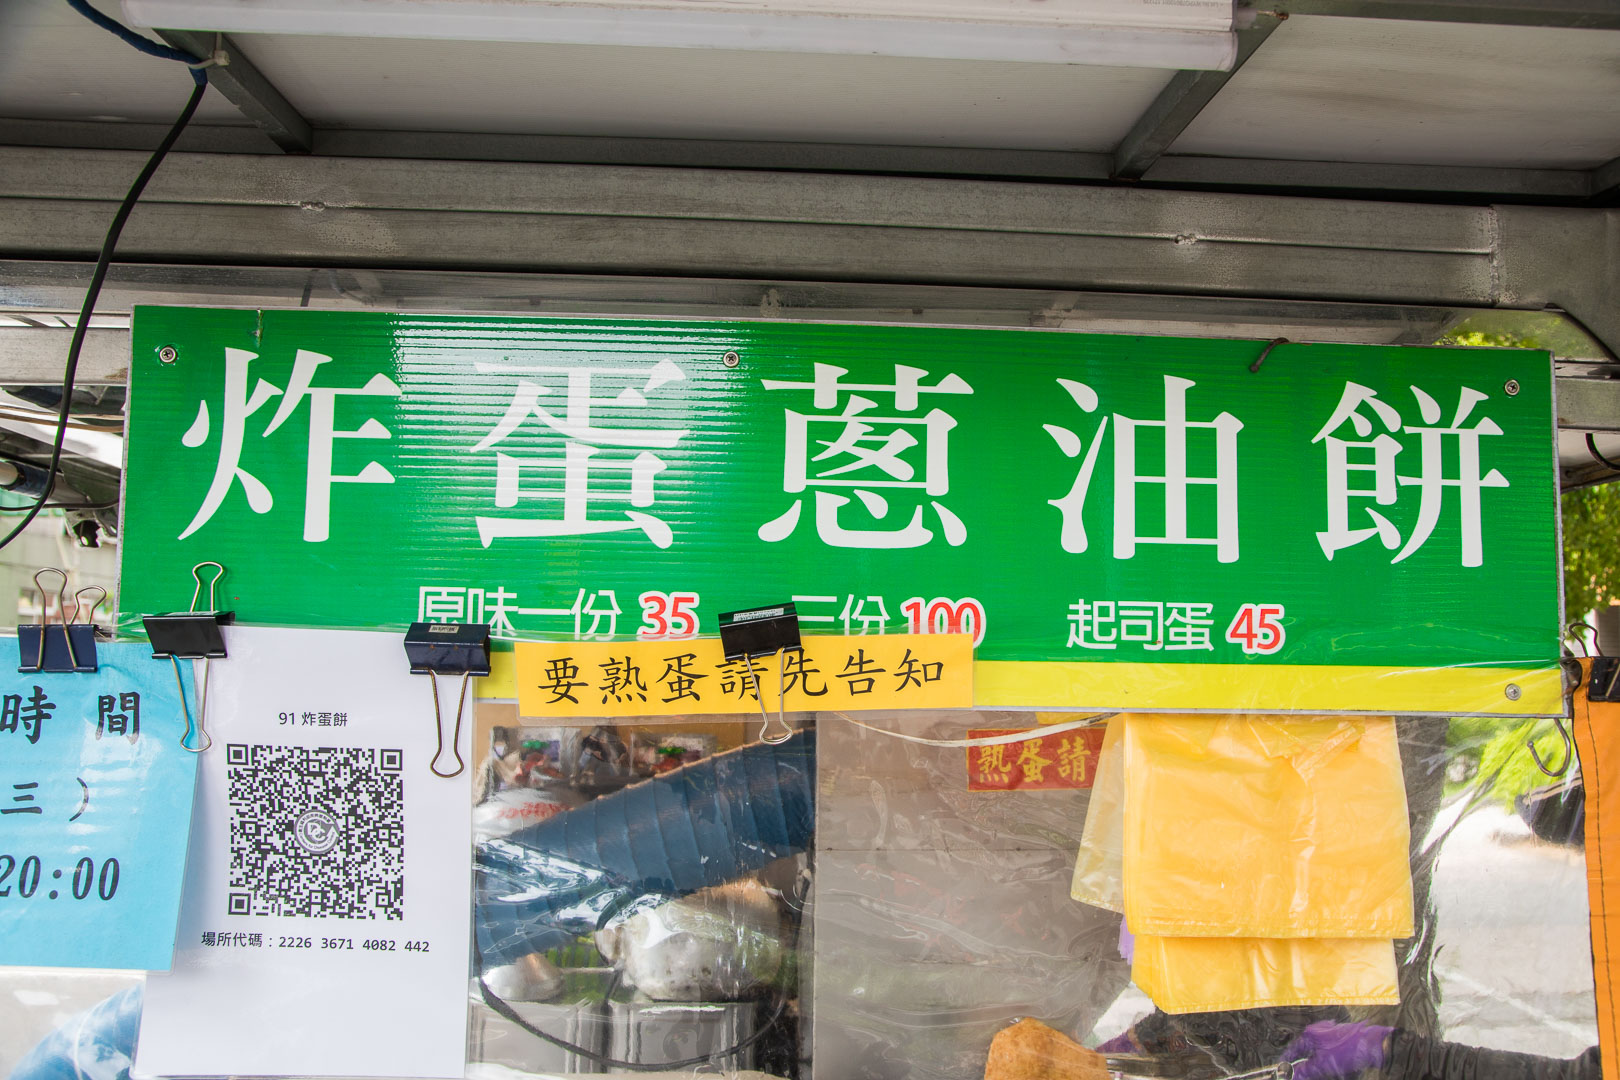 炸蛋蔥油餅
原味一份 35 三份 100 起司蛋 45
要熟蛋請先告知
時間
三）
20:00
91 炸蛋餅
場所代碼：2226 3671 4082 442
熟蛋請